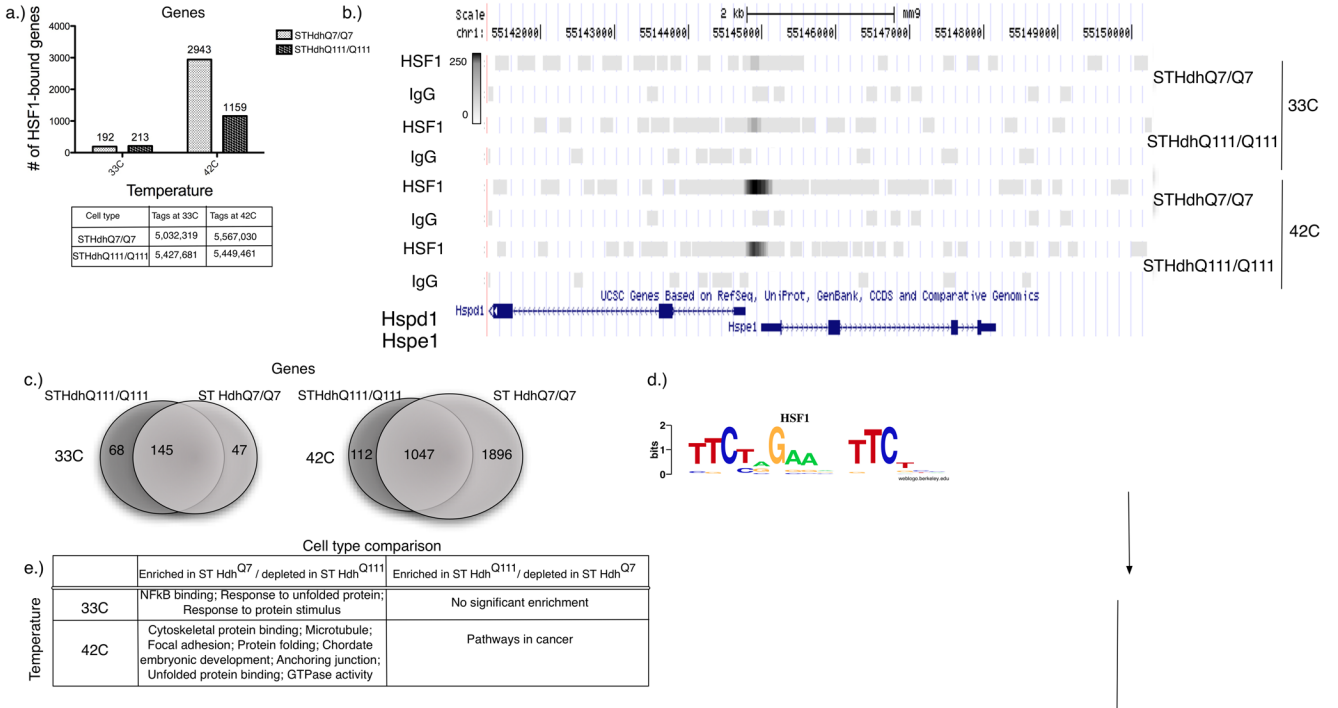 a.)
Genes
STHdhQ7/Q7
STHdhQ111/Q111
# of HSF1-bound genes
4000
3000
2000
1000
0
192
213
2943
1159
33C
42C
Temperature
Cell type Tags at 33C Tags at 42C
STHdhQ7/Q7 5,032,319 5,567,030
STHdhQ111/Q111 5,427,681 5,449,461
b.)
Scale 2 kb mm9
chr1: 55142000 55143000 55144000 55145000 55146000 55147000 55148000 55149000 55150000
250
0
HSF1
IgG
STHdhQ7/Q7
HSF1
IgG
STHdhQ111/Q111
33C
HSF1
IgG
STHdhQ7/Q7
HSF1
IgG
STHdhQ111/Q111
42C
UCSC Genes Based on RefSeq, UniProt, GenBank, CCDS and Comparative Genomics
Hspd1
Hspe1
Hspd1
Hspe1
c.)
Genes
STHdhQ111/Q111 ST HdhQ7/Q7
33C 68 145 47
STHdhQ111/Q111 ST HdhQ7/Q7
42C 112 1047 1896
d.)
HSF1
bits
2
1
0
TTCTAGAA TTCT
weblogo.berkeley.edu
e.)
Cell type comparison
Enriched in ST HdhQ7 / depleted in ST HdhQ111
Enriched in ST HdhQ111 / depleted in ST HdhQ7
Temperature
33C
NFkB binding; Response to unfolded protein;
Response to protein stimulus
No significant enrichment
42C
Cytoskeletal protein binding; Microtubule;
Focal adhesion; Protein folding; Chordate
embryonic development; Anchoring junction;
Unfolded protein binding; GTPase activity
Pathways in cancer